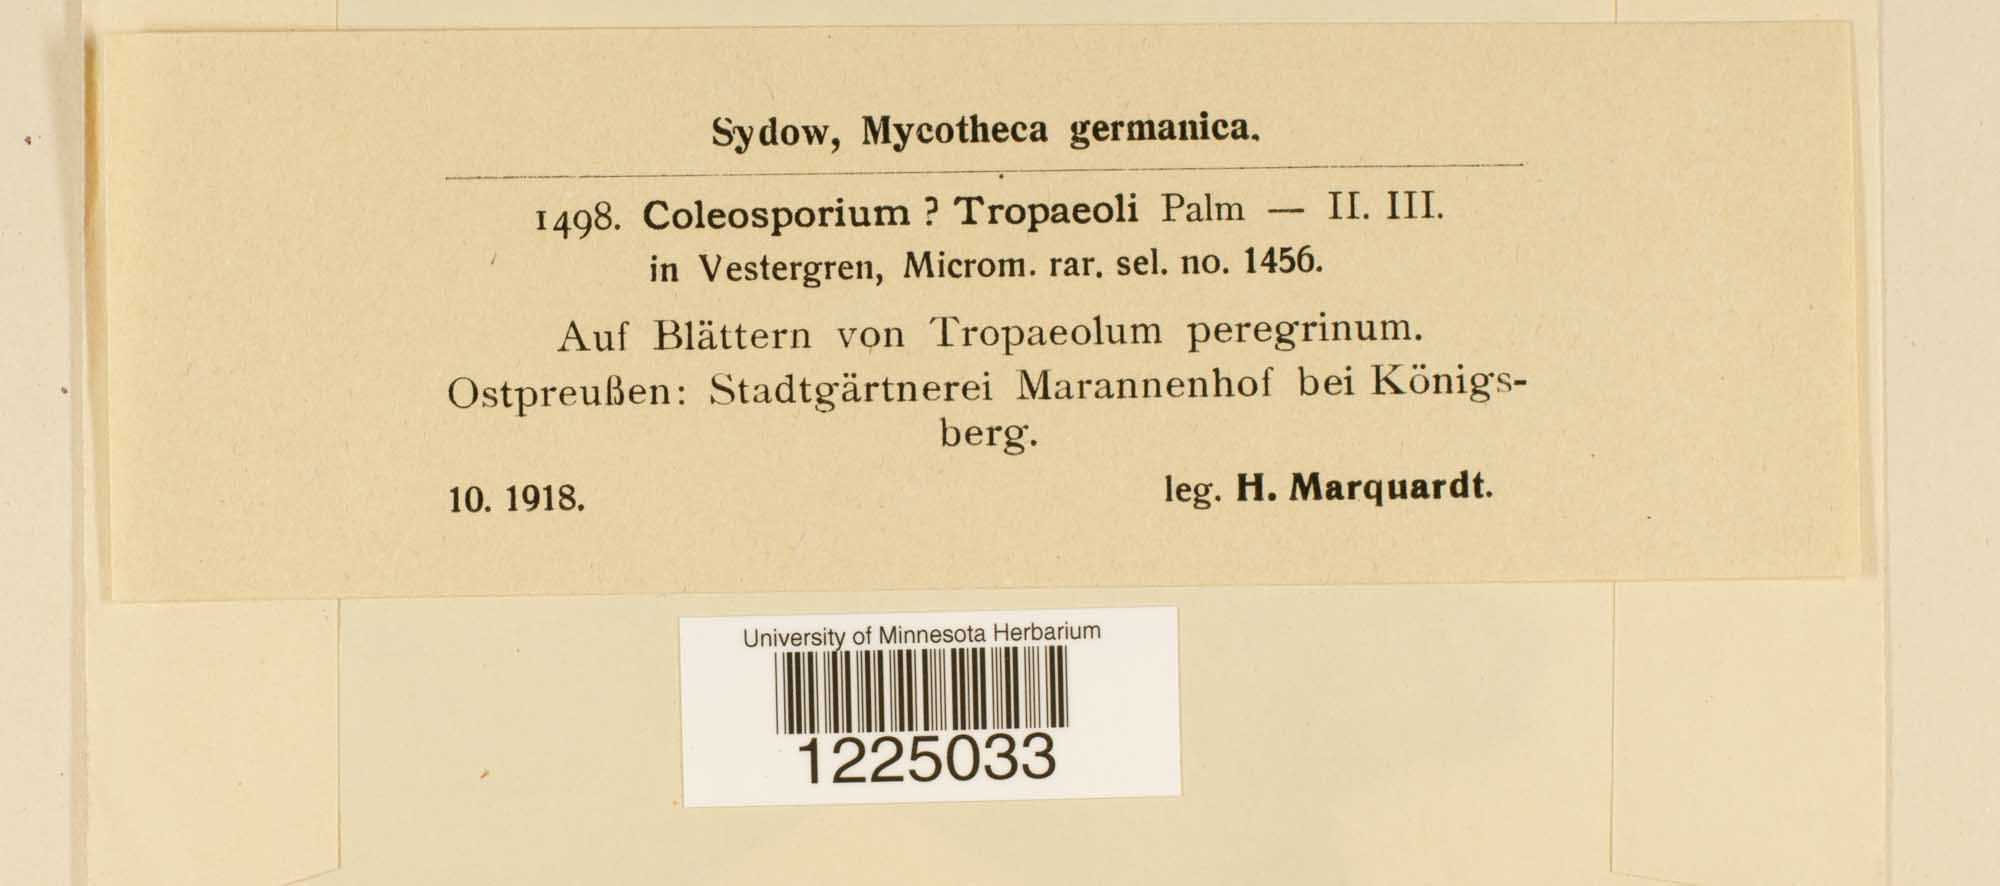 Sydow, Mycotheca germanica.
1498. Coleosporium ? Tropaeoli Palm — II. III.
in Vestergren, Microm. rar. sel. no. 1456.
Auf Blättern von Tropaeolum peregrinum.
Ostpreußen: Stadtgärtnerei Marannenhof bei Königs-
berg.
10. 1918. leg. H. Marquardt.
University of Minnesota Herbarium
1225033